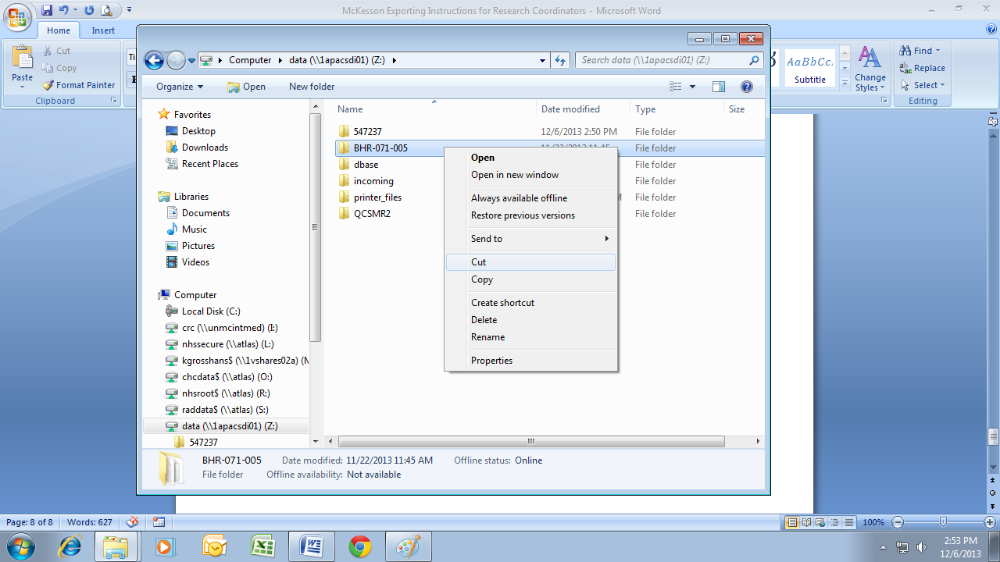 McKesson Exporting Instructions for Research Coordinators - Microsoft Word
Home
Insert
Paste
Cut
Copy
Format Painter
Clipboard
AaBbCc
Subtitle
Change Styles
Find
Replace
Select
Editing
Computer
data (\\1apacsdi01) (Z:)
Search data (\\1apacsdi01) (Z:)
Organize
Open
New folder
Name
Date modified
Type
Size
547237
12/6/2013 2:50 PM
File folder
BHR-071-005
11/22/2013 11:45
File folder
dbase
File folder
incoming
File folder
printer_files
File folder
QCSMR2
File folder
Open
Open in new window
Always available offline
Restore previous versions
Send to
Cut
Copy
Create shortcut
Delete
Rename
Properties
Favorites
Desktop
Downloads
Recent Places
Libraries
Documents
Music
Pictures
Videos
Computer
Local Disk (C:)
crc (\\unmcintmed) (I:)
nhssecure (\\atlas) (L:)
kgrosshans$ (\\1vshares02a) (M
chcdata$ (\\atlas) (O:)
nhsroot$ (\\atlas) (R:)
raddata$ (\\atlas) (S:)
data (\\1apacsdi01) (Z:)
547237
BHR-071-005
Date modified: 11/22/2013 11:45 AM
Offline status: Online
File folder
Offline availability: Not available
Page: 8 of 8
Words: 627
100%
2:53 PM
12/6/2013